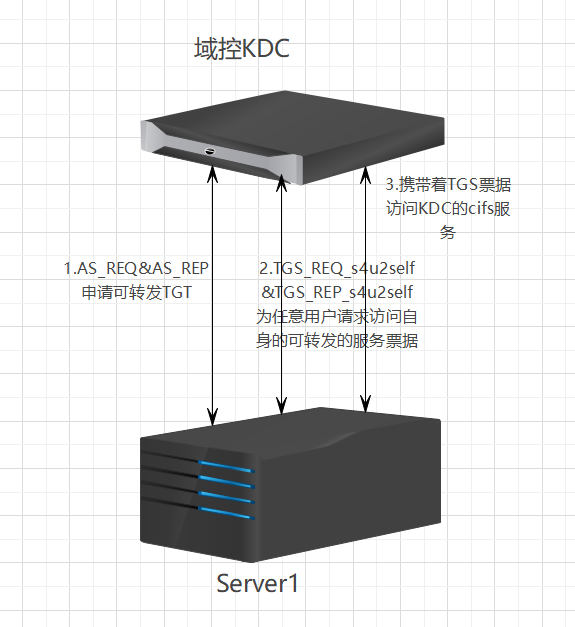 域控KDC
3.携带着TGS票据
访问KDC的cifs服
务
1.AS_REQ&AS_REP
申请可转发TGT
2.TGS_REQ_s4u2self
&TGS_REP_s4u2self
为任意用户请求访问自
身的可转发的服务票据
Server1